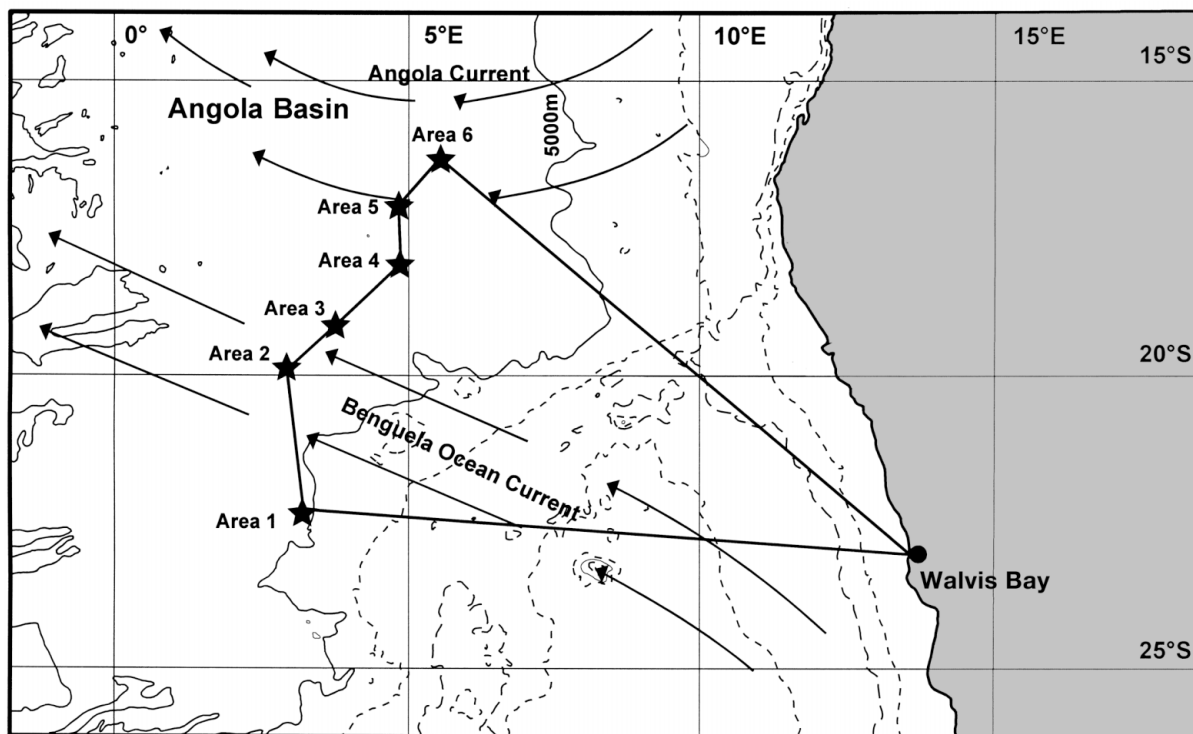 0°
5°E
10°E
15°E
15°S
Angola Current
Angola Basin
5000m
Area 6
Area 5
Area 4
Area 3
Area 2
20°S
Benguela Ocean Current
Area 1
Walvis Bay
25°S